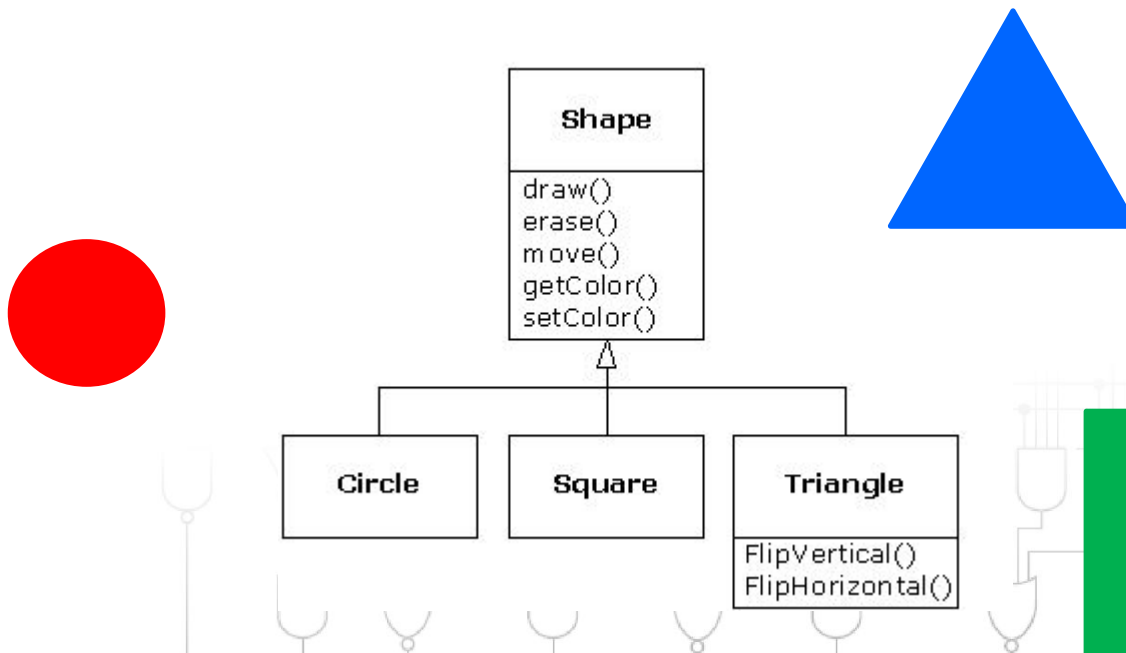 Shape
draw()
erase()
move()
getColor()
setColor()
Circle
Square
Triangle
FlipVertical()
FlipHorizontal()